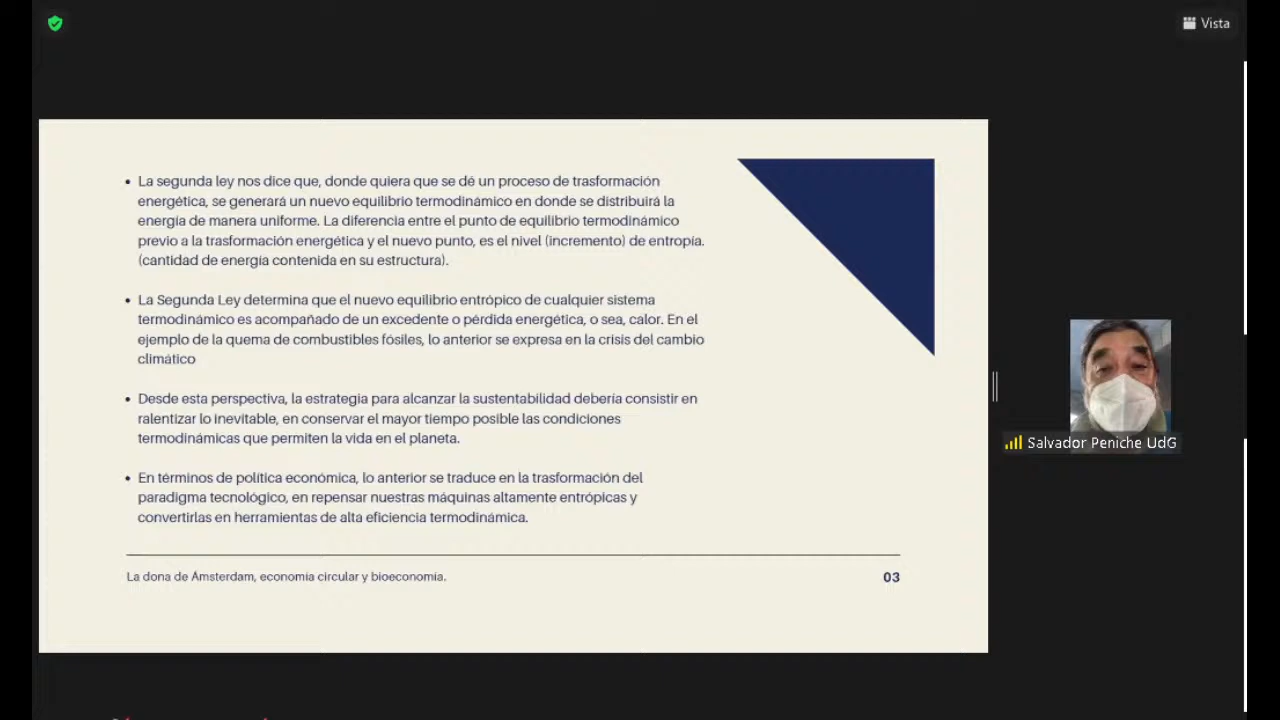 Vista
• La segunda ley nos dice que, donde quiera que se dé un proceso de trasformación
energética, se generará un nuevo equilibrio termodinámico en donde se distribuirá la
energía de manera uniforme. La diferencia entre el punto de equilibrio termodinámico
previo a la trasformación energética y el nuevo punto, es el nivel (incremento) de entropía.
(cantidad de energía contenida en su estructura).
• La Segunda Ley determina que el nuevo equilibrio entrópico de cualquier sistema
termodinámico es acompañado de un excedente o pérdida energética, o sea, calor. En el
ejemplo de la quema de combustibles fósiles, lo anterior se expresa en la crisis del cambio
climático
• Desde esta perspectiva, la estrategia para alcanzar la sustentabilidad debería consistir en
ralentizar lo inevitable, en conservar el mayor tiempo posible las condiciones
termodinámicas que permiten la vida en el planeta.
• En términos de política económica, lo anterior se traduce en la trasformación del
paradigma tecnológico, en repensar nuestras máquinas altamente entrópicas y
convertirlas en herramientas de alta eficiencia termodinámica.
La dona de Ámsterdam, economía circular y bioeconomía.
03
Salvador Peniche UdG